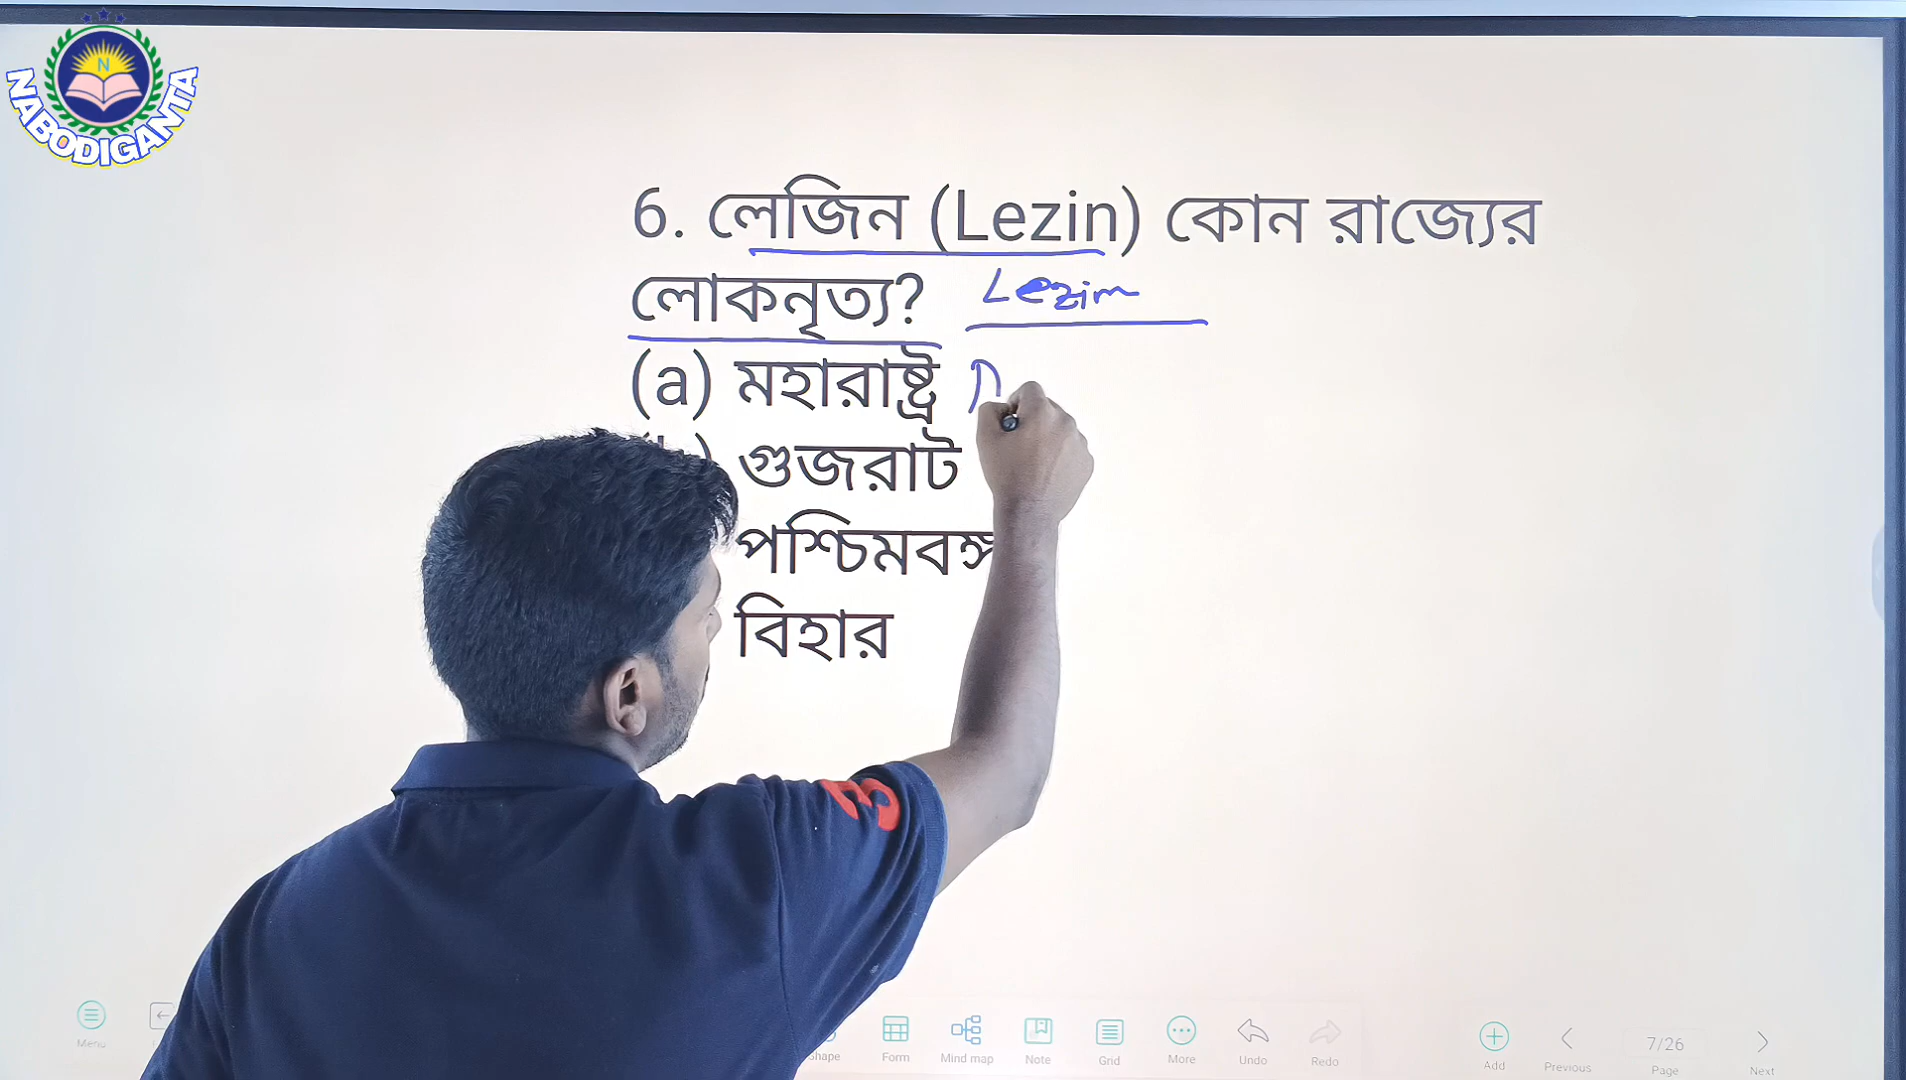 NABODIGANTA
N
6. লেজিন (Lezin) কোন রাজ্যের
লোকনৃত্য? Lezim
(a) মহারাষ্ট্র
গুজরাট
পশ্চিমবঙ্গ
বিহার
Menu
Shape
Form
Mind map
Note
Grid
More
Undo
Redo
Add
Previous
7/26
Page
Next